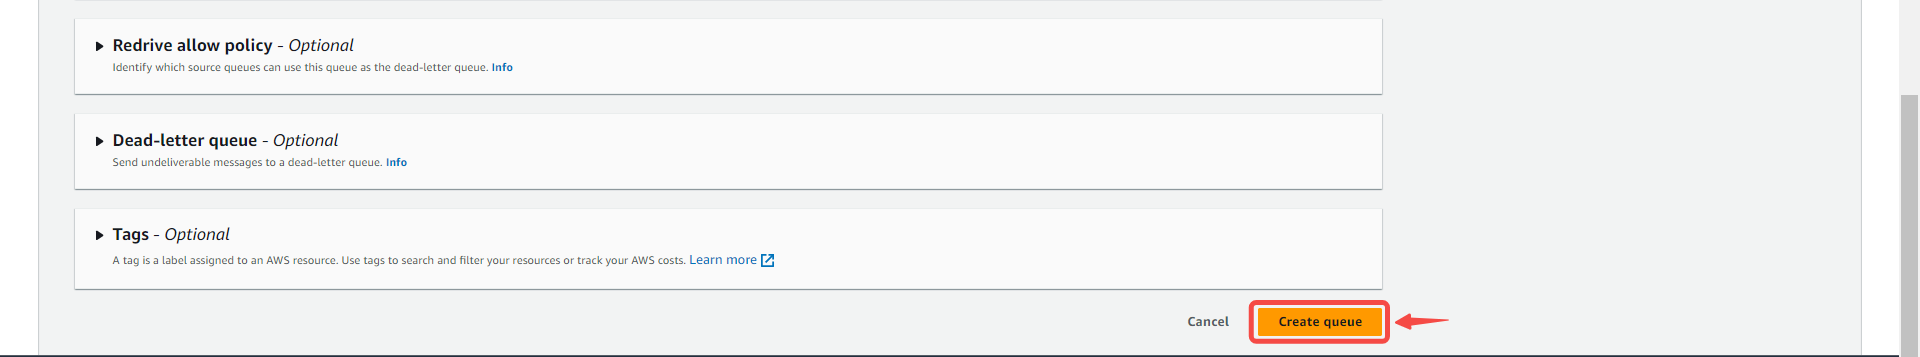 Redrive allow policy - Optional
Identify which source queues can use this queue as the dead-letter queue. Info
Dead-letter queue - Optional
Send undeliverable messages to a dead-letter queue. Info
Tags - Optional
A tag is a label assigned to an AWS resource. Use tags to search and filter your resources or track your AWS costs. Learn more
Cancel Create queue